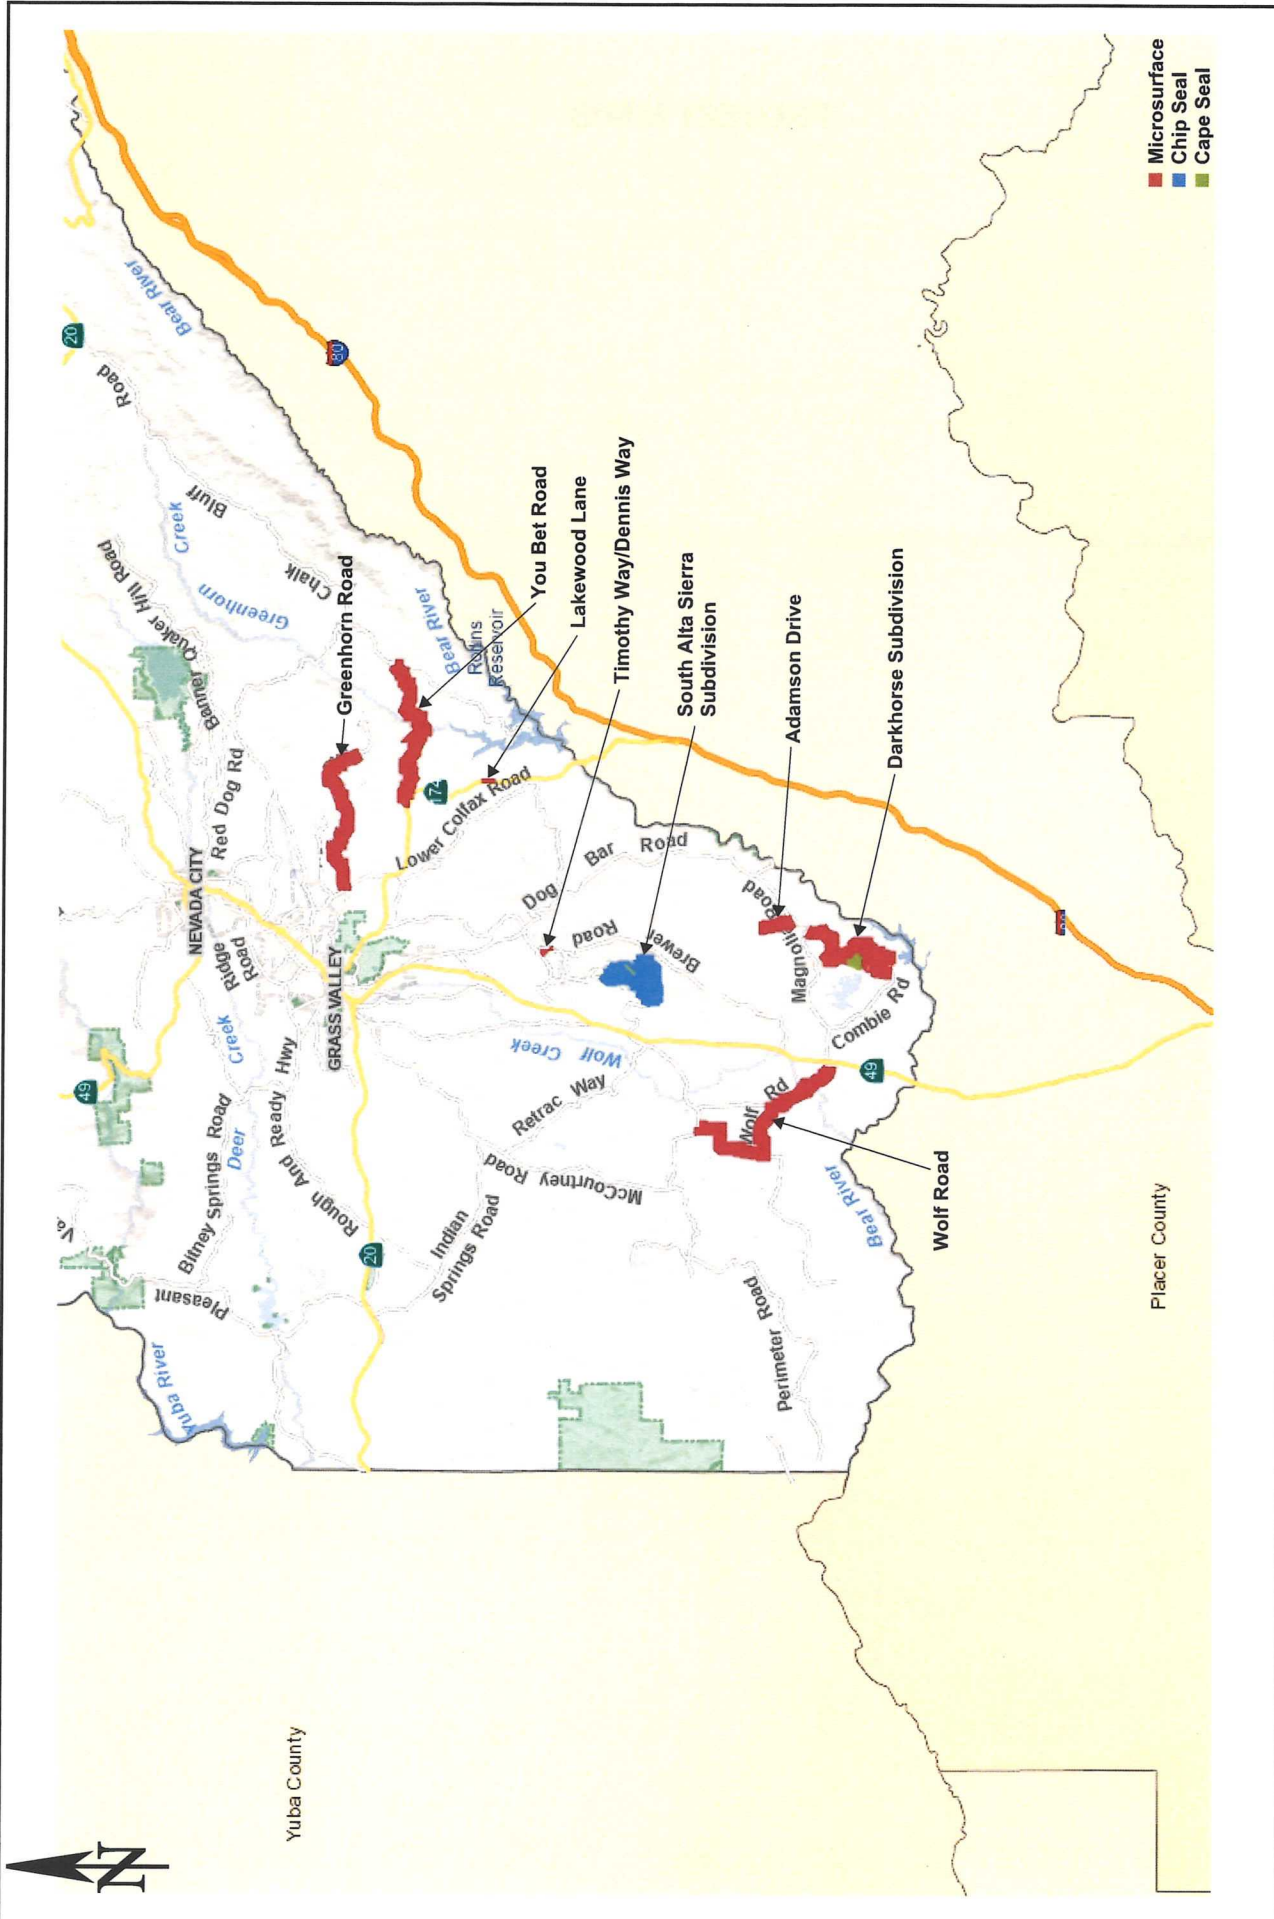 N
Yuba County
Yuba River
Pleasant
Va
Bitney Springs Road
Deer
Creek
49
Rough And Ready Hwy
Ridge
Road
NEVADA CITY
GRASS VALLEY
Red Dog Rd
Banner Quaker Hill Road
Greenhorn
Creek
Chalk
Bluff
Road
20
Bear River
80
Greenhorn Road
20
Indian
Springs Road
McCourtney Road
Retrac Way
Wolf Creek
Lower Colfax Road
174
Bear River
Rollins
Reservoir
You Bet Road
Lakewood Lane
Timothy Way/Dennis Way
Dog
Bar
Road
Brewer
Road
South Alta Sierra
Subdivision
Perimeter Road
Wolf Rd
Magnolia Road
Adamson Drive
Combie Rd
49
Darkhorse Subdivision
Bear River
Wolf Road
Placer County
Microsurface
Chip Seal
Cape Seal